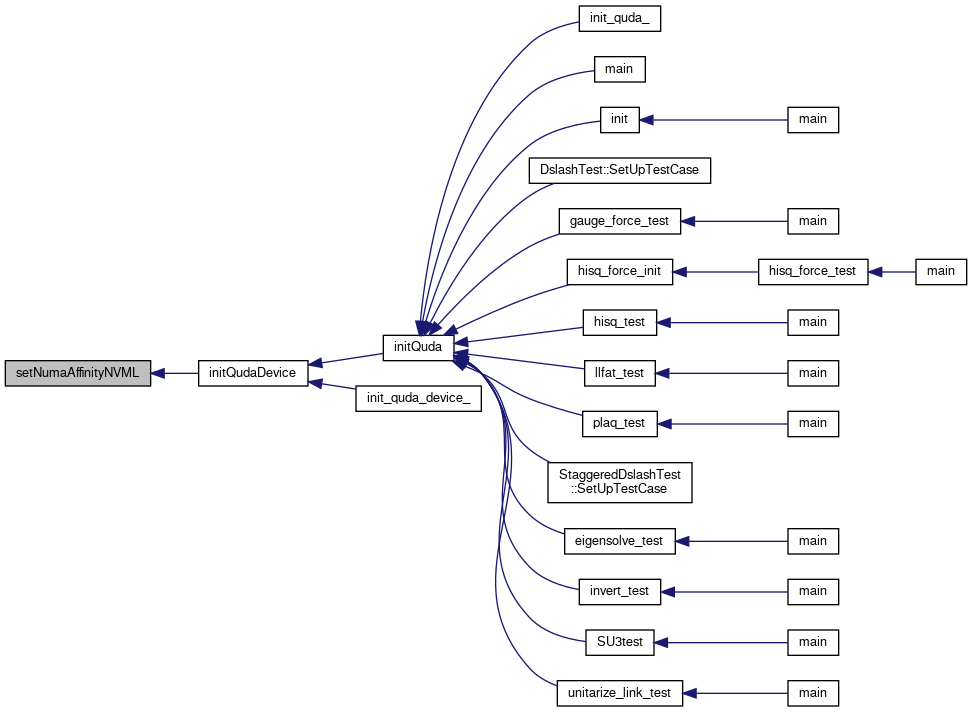 init_quda_
main
init
main
DslashTest::SetUpTestCase
gauge_force_test
main
hisq_force_init
hisq_force_test
main
hisq_test
main
initQuda
setNumaAffinityNVML
initQudaDevice
llfat_test
main
init_quda_device_
plaq_test
main
StaggeredDslashTest
::SetUpTestCase
eigensolve_test
main
invert_test
main
SU3test
main
unitarize_link_test
main